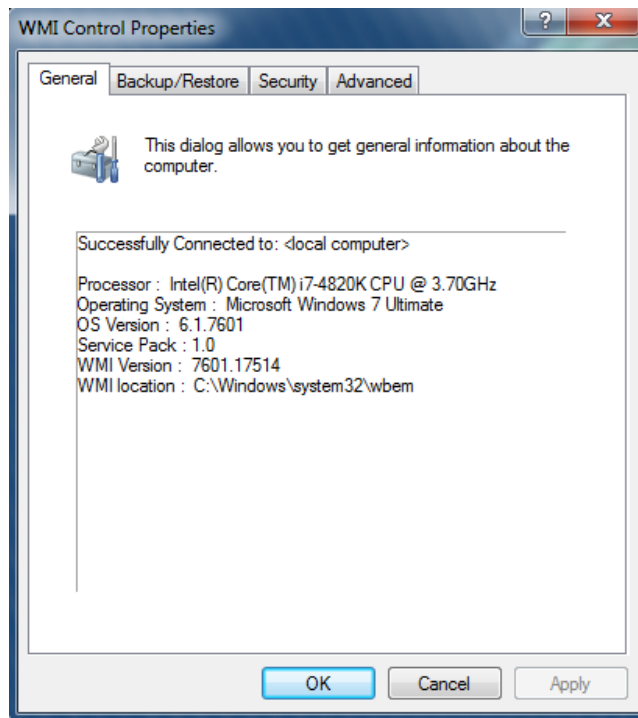 WMI Control Properties
General Backup/Restore Security Advanced
This dialog allows you to get general information about the
computer.
Successfully Connected to: <local computer>
Processor : Intel(R) Core(TM) i7-4820K CPU @ 3.70GHz
Operating System : Microsoft Windows 7 Ultimate
OS Version : 6.1.7601
Service Pack : 1.0
WMI Version : 7601.17514
WMI location : C:\Windows\system32\wbem
OK Cancel Apply